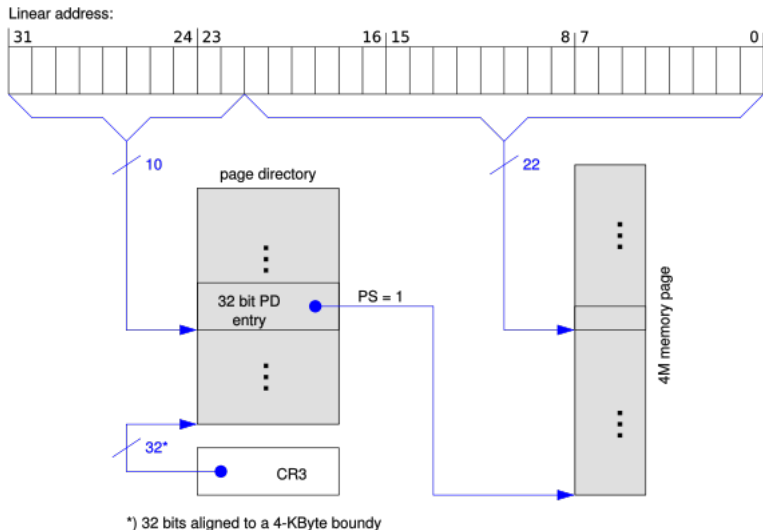 Linear address:
31 24 23 16 15 8 7 0
10
22
page directory
32 bit PD
entry
PS = 1
4M memory page
32*
CR3
*) 32 bits aligned to a 4-KByte boundy